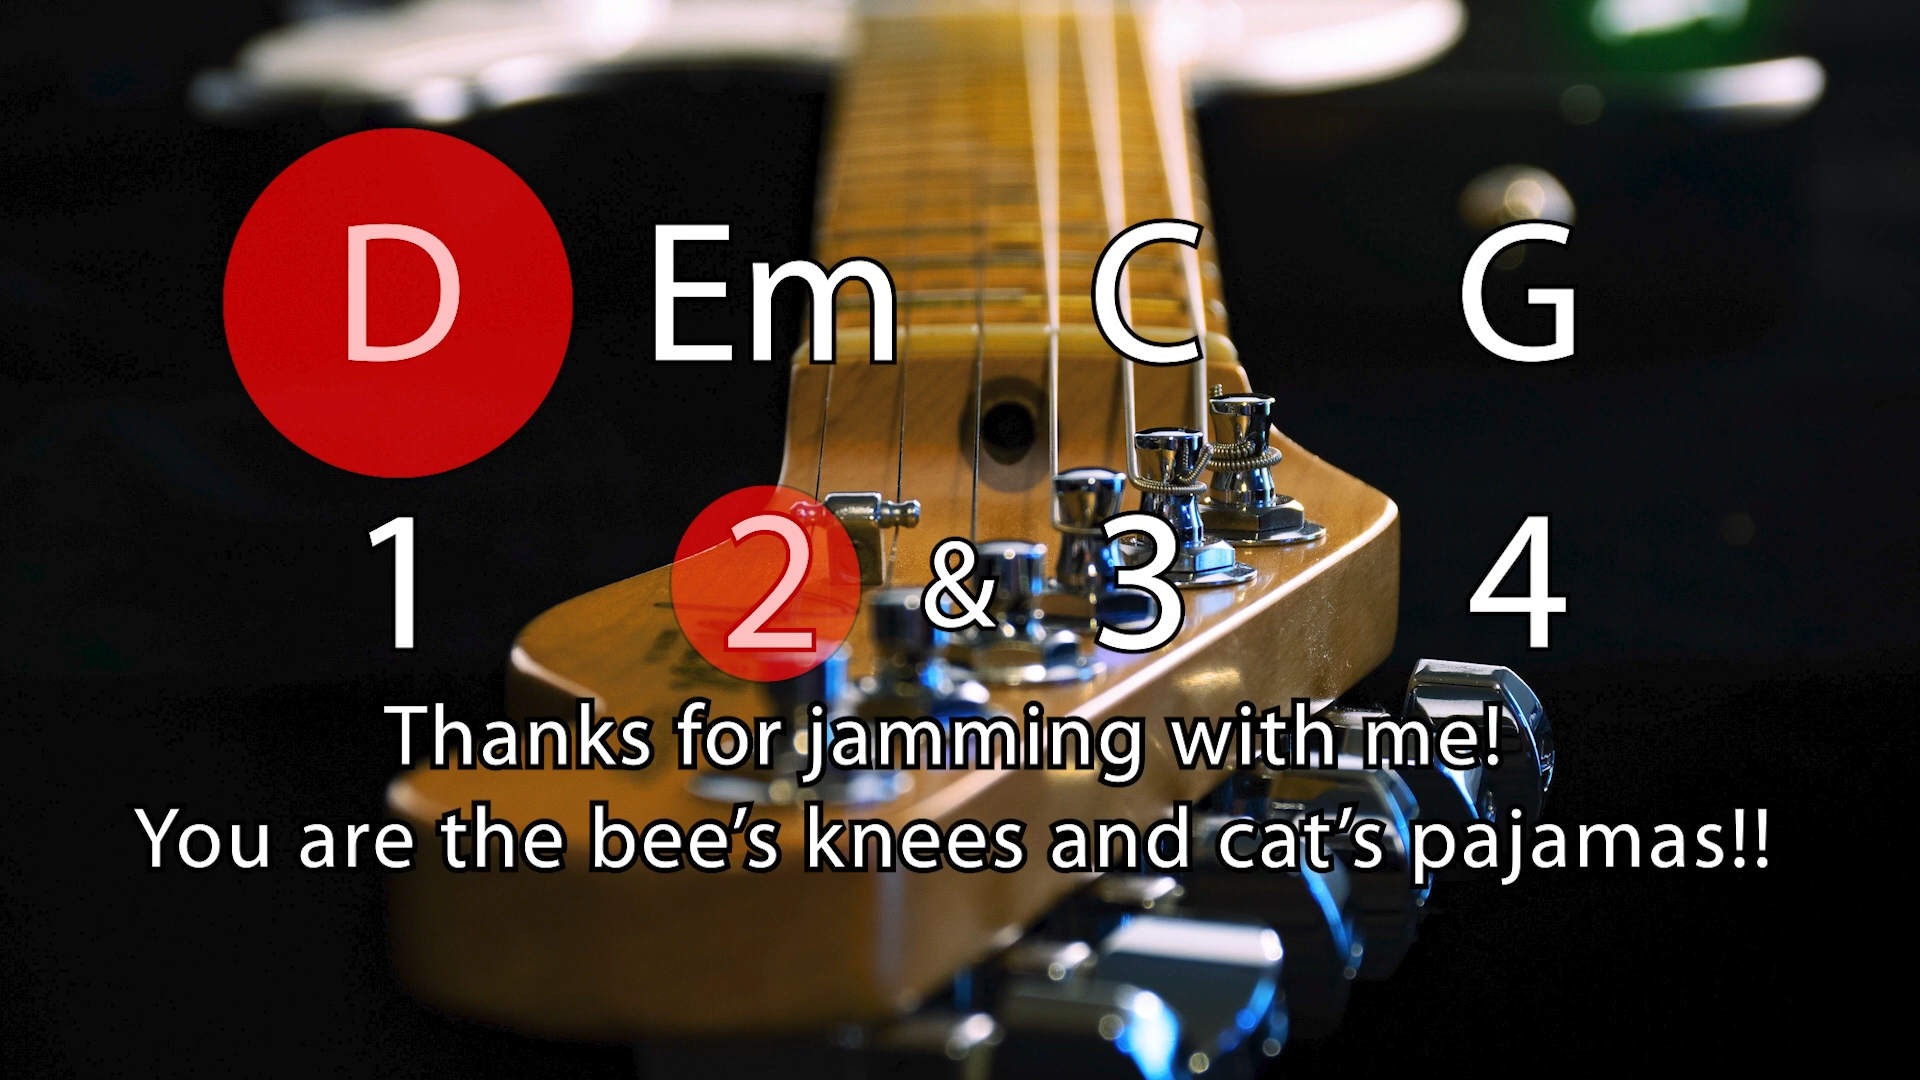 D Em C G
1 2 & 3 4
Thanks for jamming with me!
You are the bee’s knees and cat’s pajamas!!